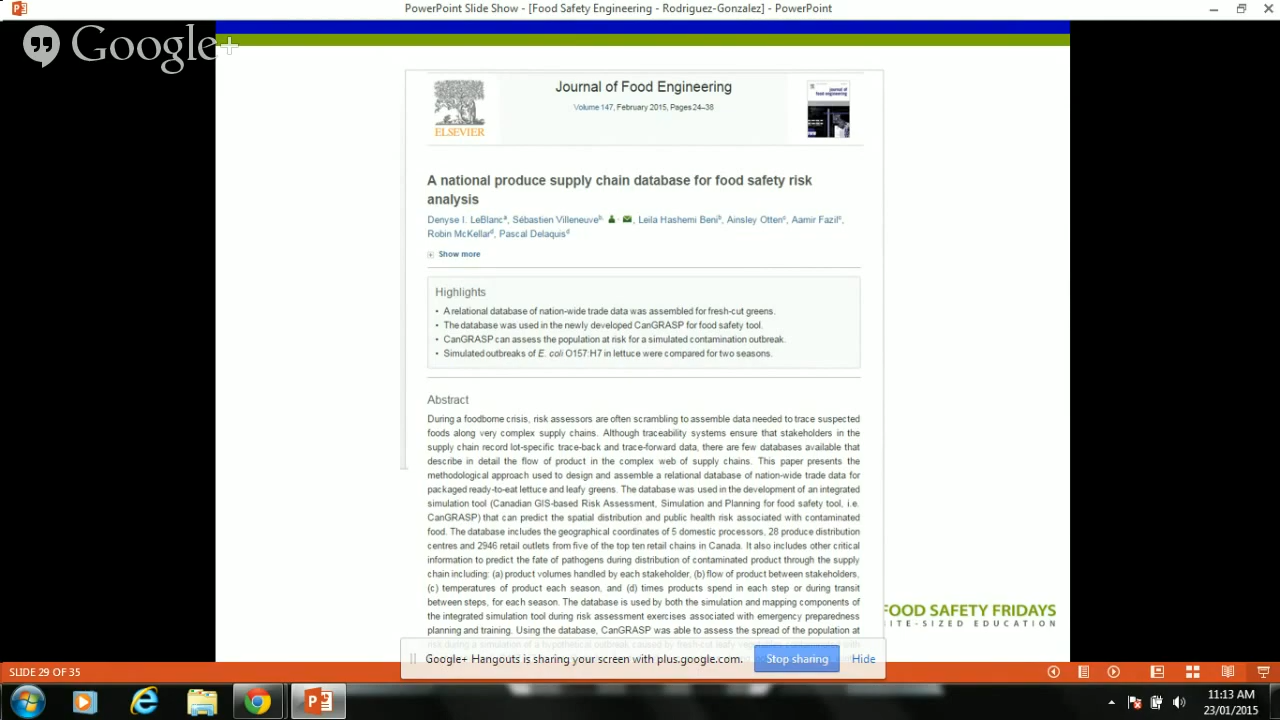 PowerPoint Slide Show - [Food Safety Engineering - Rodriguez-Gonzalez] - PowerPoint
Google+
Journal of Food Engineering
Volume 147, February 2015, Pages 24–38
ELSEVIER
A national produce supply chain database for food safety risk
analysis
Denyse I. LeBlanca, Sébastien Villeneuveb, Leila Hashemi Benib, Ainsley Ottenc, Aamir Fazilc,
Robin McKellard, Pascal Delaquisd
Show more
Highlights
• A relational database of nation-wide trade data was assembled for fresh-cut greens.
• The database was used in the newly developed CanGRASP for food safety tool.
• CanGRASP can assess the population at risk for a simulated contamination outbreak.
• Simulated outbreaks of E. coli O157:H7 in lettuce were compared for two seasons.
Abstract
During a foodborne crisis, risk assessors are often scrambling to assemble data needed to trace suspected
foods along very complex supply chains. Although traceability systems ensure that stakeholders in the
supply chain record lot-specific trace-back and trace-forward data, there are few databases available that
describe in detail the flow of product in the complex web of supply chains. This paper presents the
methodological approach used to design and assemble a relational database of nation-wide trade data for
packaged ready-to-eat lettuce and leafy greens. The database was used in the development of an integrated
simulation tool (Canadian GIS-based Risk Assessment, Simulation and Planning for food safety tool, i.e.
CanGRASP) that can predict the spatial distribution and public health risk associated with contaminated
food. The database includes the geographical coordinates of 5 domestic processors, 28 produce distribution
centres and 2946 retail outlets from five of the top ten retail chains in Canada. It also includes other critical
information to predict the fate of pathogens during distribution of contaminated product through the supply
chain including: (a) product volumes handled by each stakeholder, (b) flow of product between stakeholders,
(c) temperatures of product each season, and (d) times products spend in each step or during transit
between steps, for each season. The database is used by both the simulation and mapping components of
the integrated simulation tool during risk assessment exercises associated with emergency preparedness
planning and training. Using the database, CanGRASP was able to assess the spread of the population at
FOOD SAFETY FRIDAYS
ITE-SIZED EDUCATION
Google+ Hangouts is sharing your screen with plus.google.com. Stop sharing Hide
SLIDE 29 OF 35
11:13 AM
23/01/2015